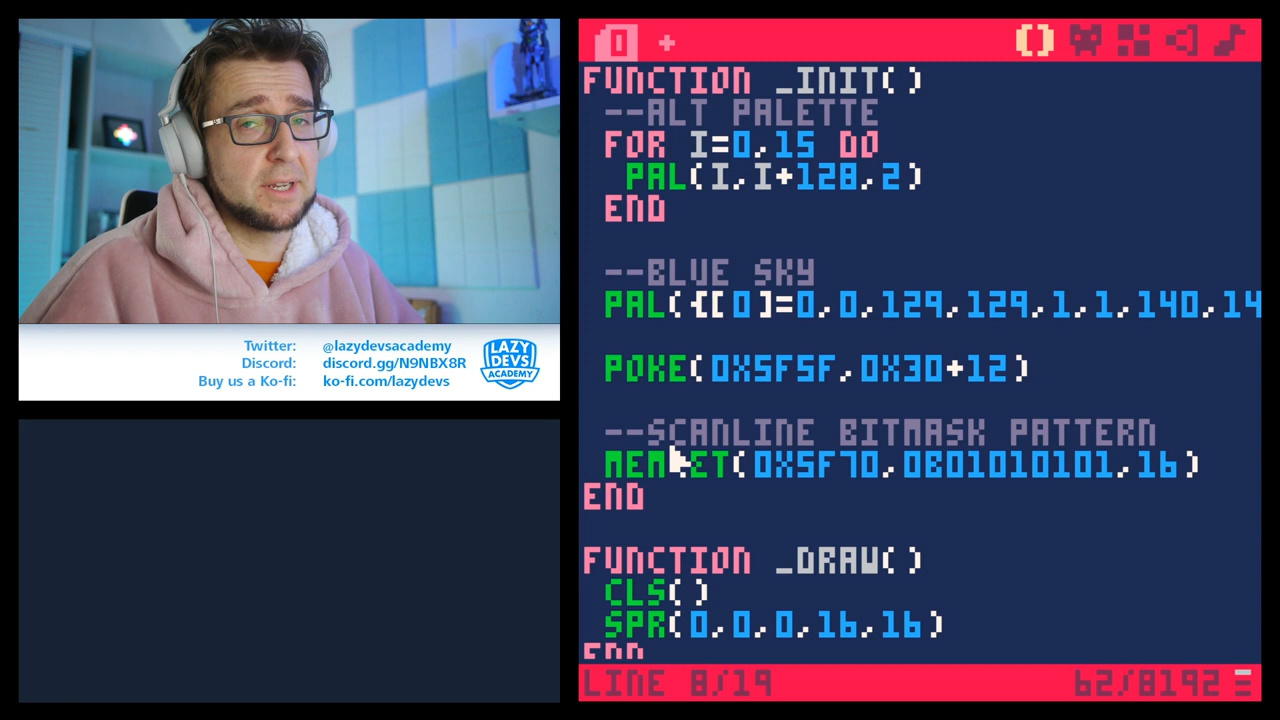 Twitter: @lazydevsacademy
Discord: discord.gg/N9NBX8R
Buy us a Ko-fi: ko-fi.com/lazydevs
LAZY
DEVS
ACADEMY
0 +
FUNCTION _INIT()
--ALT PALETTE
FOR I=0,15 DO
PAL(I,I+128,2)
END
--BLUE SKY
PAL({[0]=0,0,129,129,1,1,140,14
POKE(0X5F5F,0X30+12)
--SCANLINE BITMASK PATTERN
MEMSET(0X5F70,0B01010101,16)
END
FUNCTION _DRAW()
CLS()
SPR(0,0,0,16,16)
END
LINE 8/19
62/8192